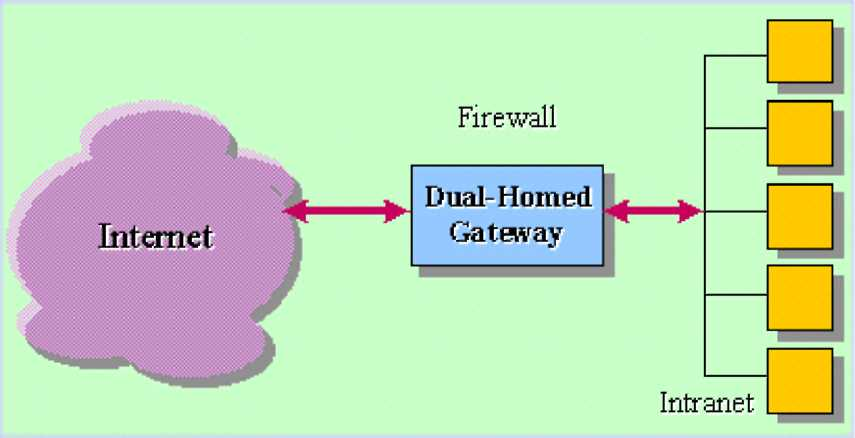 Firewall
Dual-Homed
Gateway
Internet
Intranet